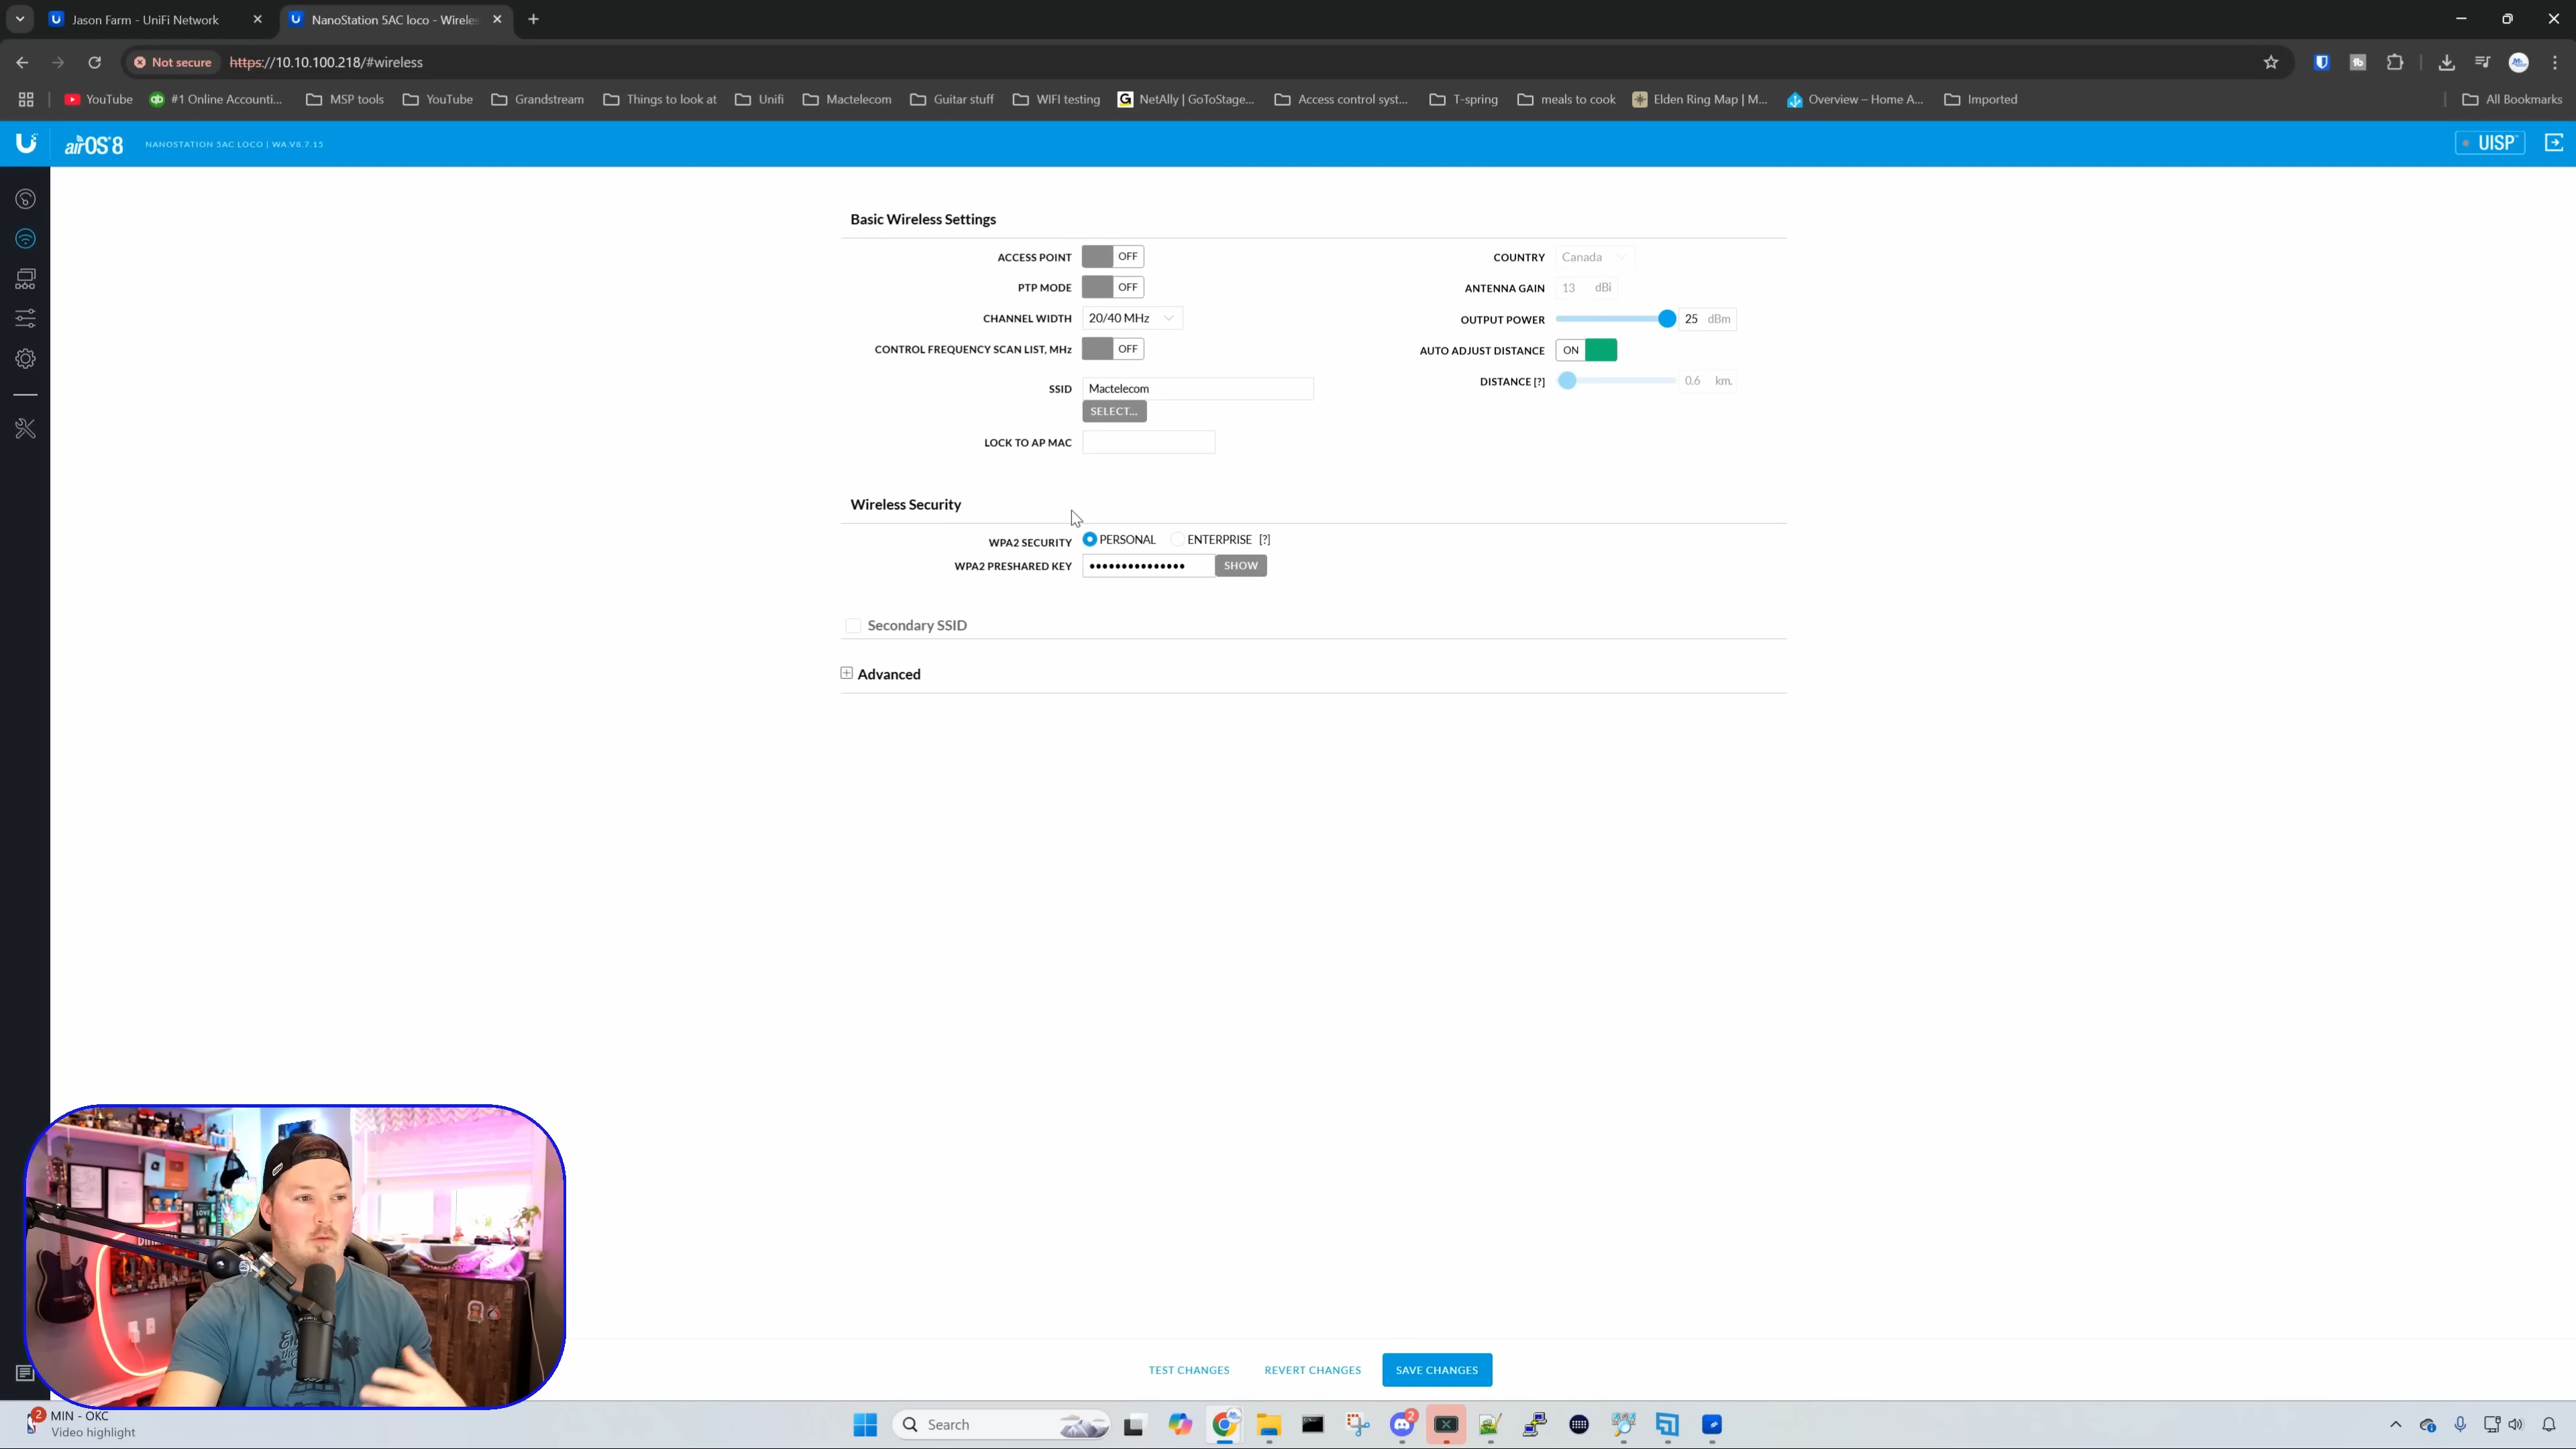 Jason Farm - UniFi Network
NanoStation 5AC loco - Wireles
Not secure https://10.10.100.218/#wireless
YouTube #1 Online Accounti... MSP tools YouTube Grandstream Things to look at Unifi Mactelecom Guitar stuff WIFI testing NetAlly | GoToStage... Access control syst... T-spring meals to cook Elden Ring Map | M... Overview – Home A... Imported All Bookmarks
airOS 8 NANOSTATION 5AC LOCO | WA.V8.7.15 UISP
Basic Wireless Settings
ACCESS POINT OFF
PTP MODE OFF
CHANNEL WIDTH 20/40 MHz
CONTROL FREQUENCY SCAN LIST, MHz OFF
SSID Mactelecom
SELECT...
LOCK TO AP MAC
COUNTRY Canada
ANTENNA GAIN 13 dBi
OUTPUT POWER 25 dBm
AUTO ADJUST DISTANCE ON
DISTANCE [?] 0.6 km.
Wireless Security
WPA2 SECURITY PERSONAL ENTERPRISE [?]
WPA2 PRESHARED KEY ••••••••••••••• SHOW
Secondary SSID
Advanced
TEST CHANGES REVERT CHANGES SAVE CHANGES
2 MIN - OKC
Video highlight
Search
2